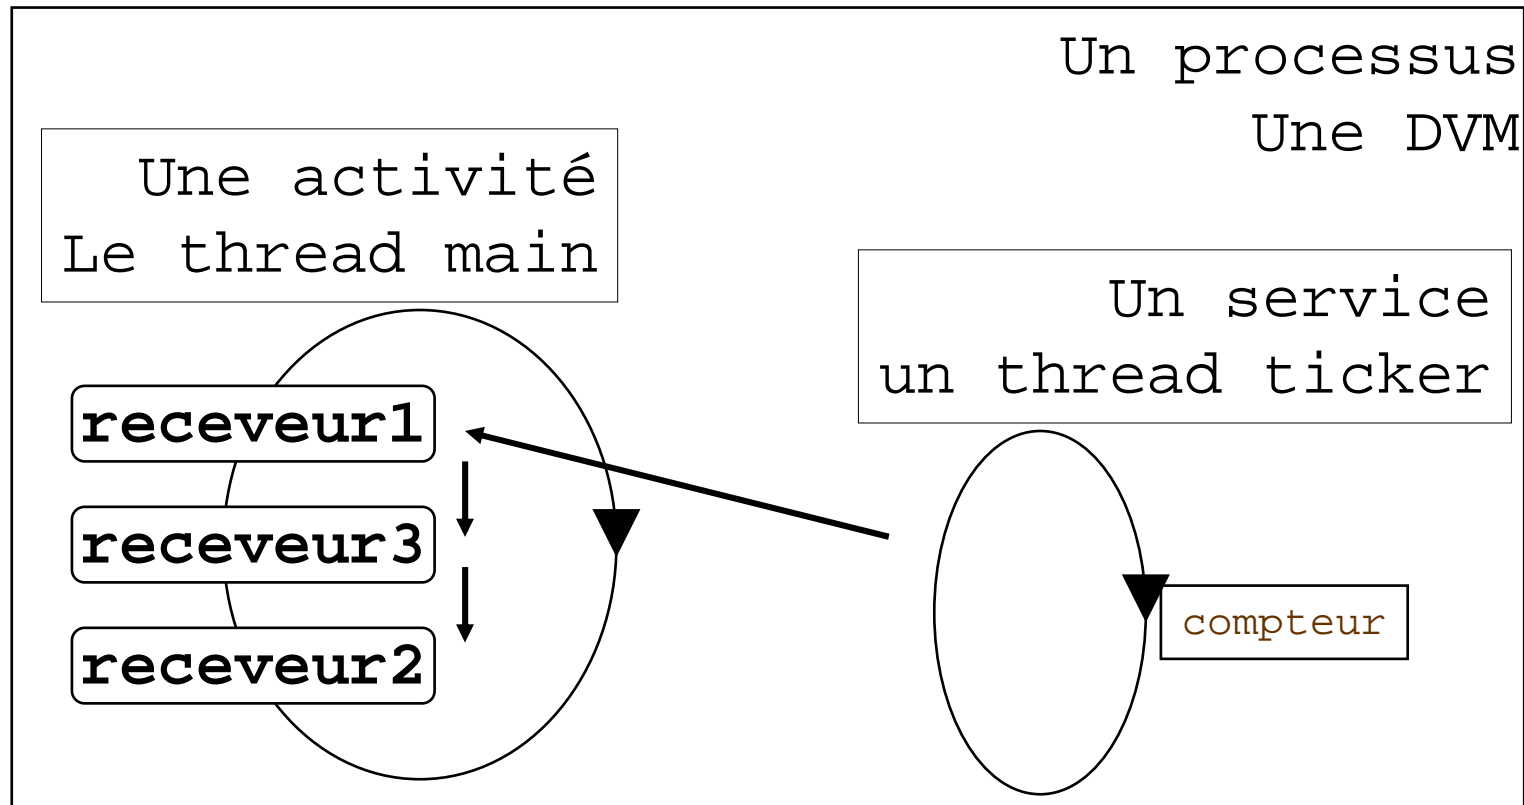 Un processus
Une DVM
Une activité
Le thread main
Un service
un thread ticker
receveur1
receveur3
receveur2
compteur